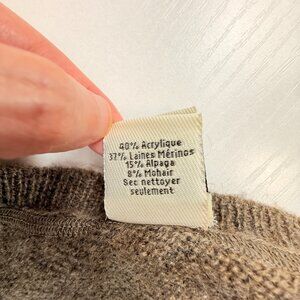 40% Acrylique
37% Laines Mérinos
15% Alpaga
8% Mohair
Sec nettoyer
seulement